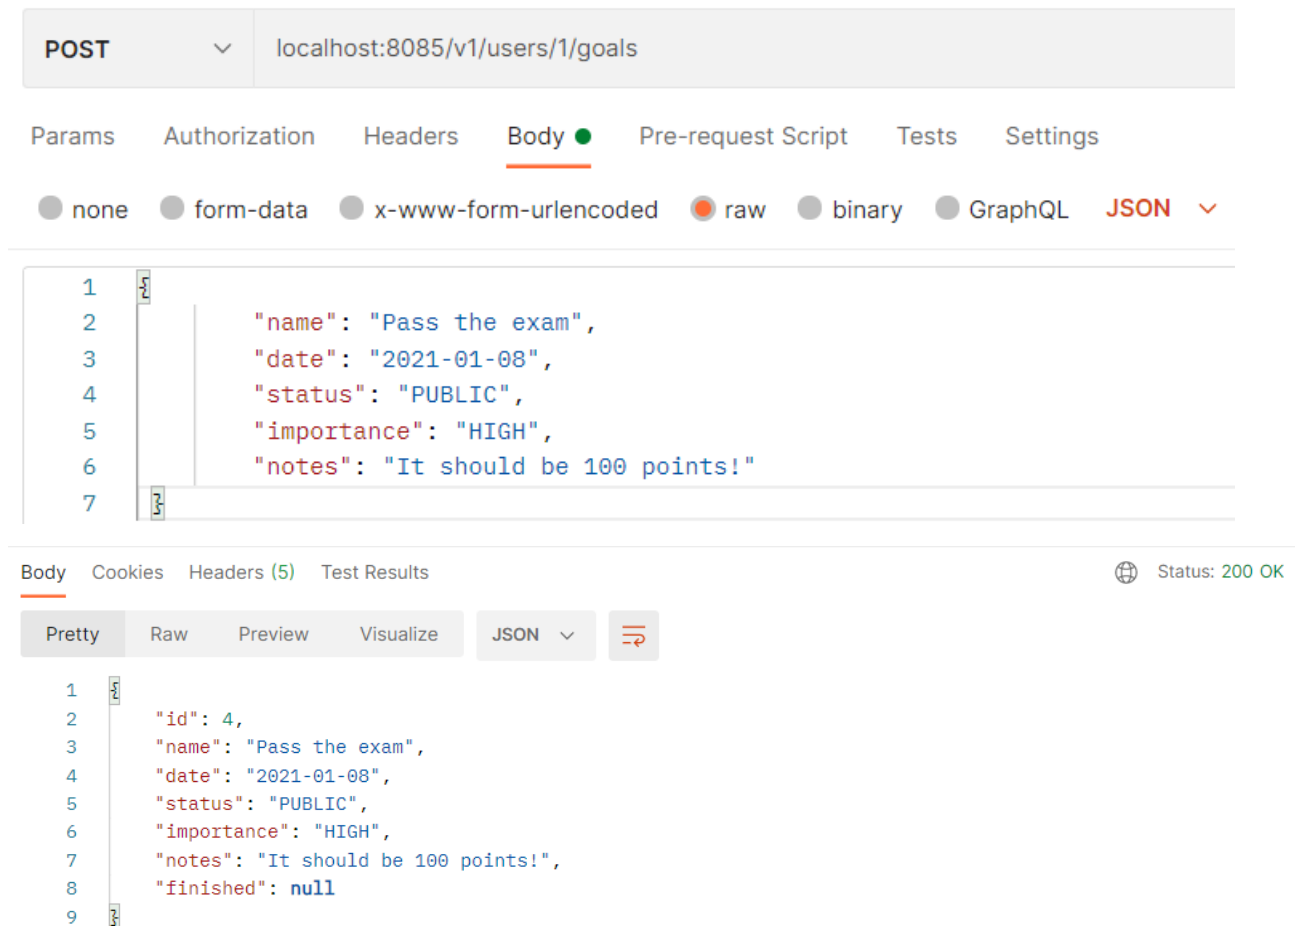 POST localhost:8085/v1/users/1/goals
Params Authorization Headers Body Pre-request Script Tests Settings
none form-data x-www-form-urlencoded raw binary GraphQL JSON
1 {
2 "name": "Pass the exam",
3 "date": "2021-01-08",
4 "status": "PUBLIC",
5 "importance": "HIGH",
6 "notes": "It should be 100 points!"
7 }
Body Cookies Headers (5) Test Results Status: 200 OK
Pretty Raw Preview Visualize JSON
1 {
2 "id": 4,
3 "name": "Pass the exam",
4 "date": "2021-01-08",
5 "status": "PUBLIC",
6 "importance": "HIGH",
7 "notes": "It should be 100 points!",
8 "finished": null
9 }